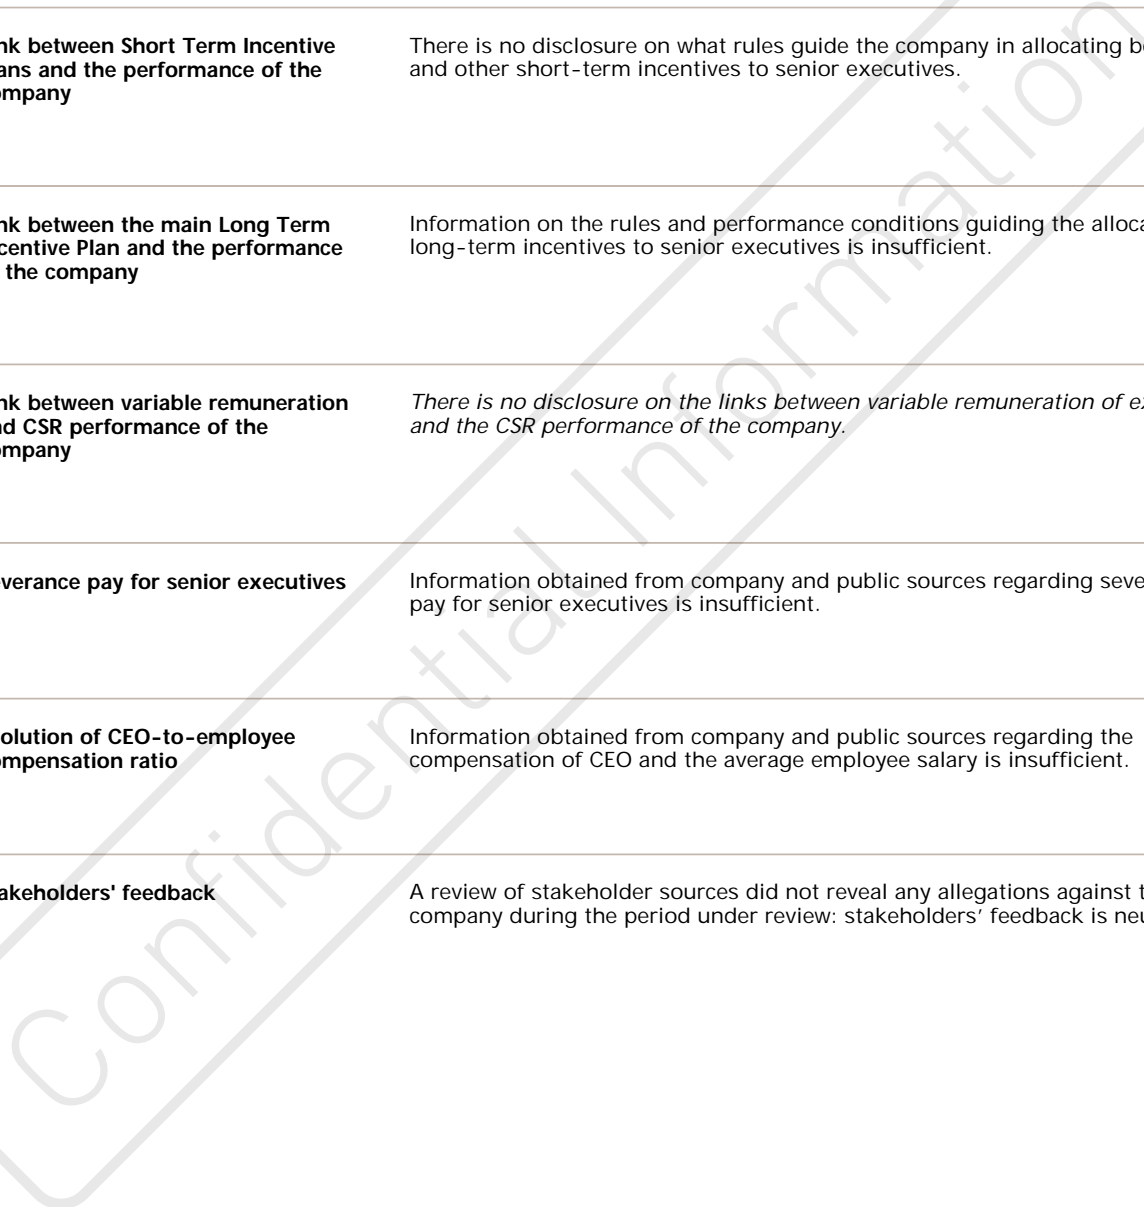 nk between Short Term Incentive
ans and the performance of the
ompany
There is no disclosure on what rules guide the company in allocating b
and other short-term incentives to senior executives.
nk between the main Long Term
centive Plan and the performance
the company
Information on the rules and performance conditions guiding the alloca
long-term incentives to senior executives is insufficient.
nk between variable remuneration
nd CSR performance of the
ompany
There is no disclosure on the links between variable remuneration of e
and the CSR performance of the company.
verance pay for senior executives
Information obtained from company and public sources regarding seve
pay for senior executives is insufficient.
olution of CEO-to-employee
ompensation ratio
Information obtained from company and public sources regarding the
compensation of CEO and the average employee salary is insufficient.
akeholders' feedback
A review of stakeholder sources did not reveal any allegations against t
company during the period under review: stakeholders’ feedback is neu
Confidential Information